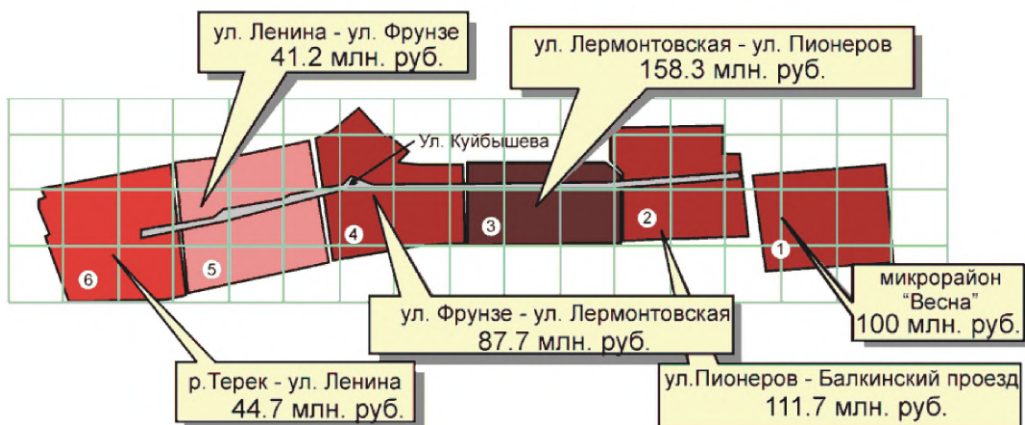 ул. Ленина - ул. Фрунзе
41.2 млн. руб.
ул. Лермонтовская - ул. Пионеров
158.3 млн. руб.
Ул. Куйбышева
6
5
4
3
2
1
микрорайон
“Весна”
100 млн. руб.
ул. Фрунзе - ул. Лермонтовская
87.7 млн. руб.
р.Терек - ул. Ленина
44.7 млн. руб.
ул.Пионеров - Балкинский проезд
111.7 млн. руб.